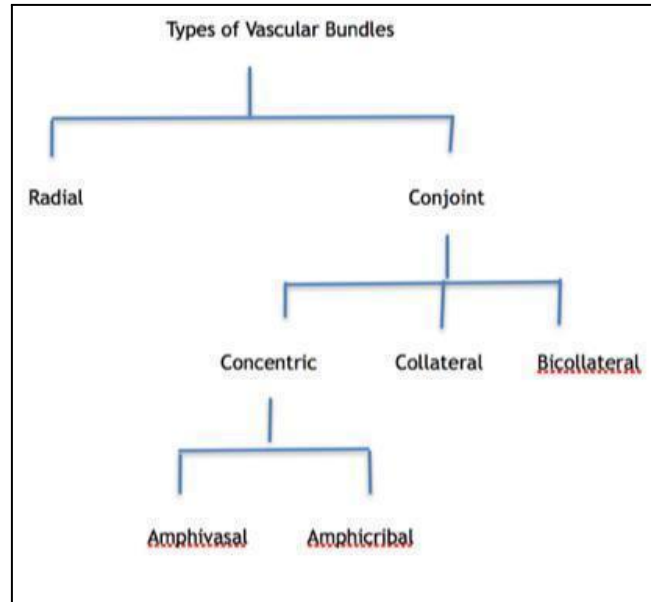 Types of Vascular Bundles
Radial Conjoint
Concentric Collateral Bicollateral
Amphivasal Amphicribal